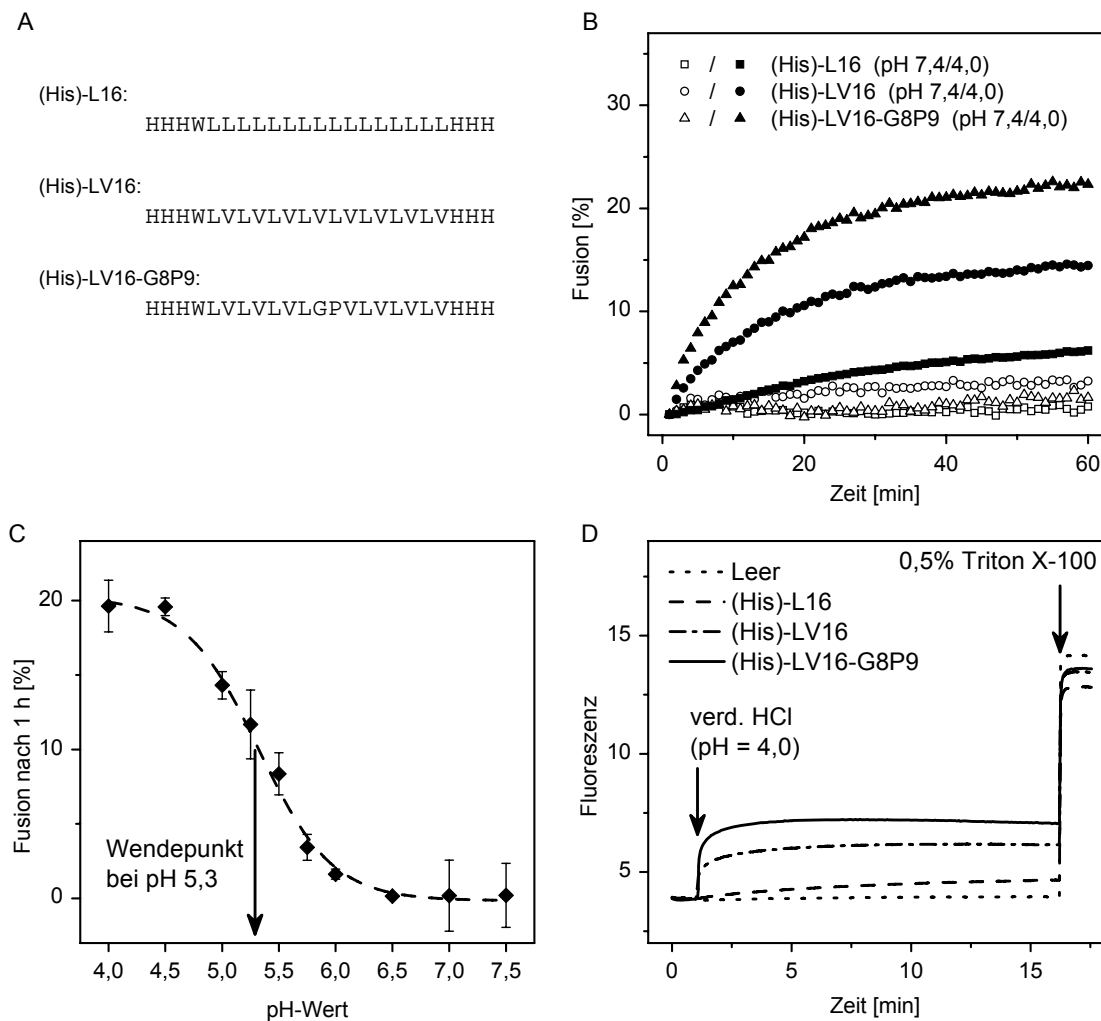 A
(His)-L16:
HHHWLLLLLLLLLLLLLLLLHHH
(His)-LV16:
HHHWLVLVLVLVLVLVLVLVHHH
(His)-LV16-G8P9:
HHHWLVLVLVLGPVLVLVLVHHH
B
/ (His)-L16 (pH 7,4/4,0)
/ (His)-LV16 (pH 7,4/4,0)
/ (His)-LV16-G8P9 (pH 7,4/4,0)
30
20
10
0
Fusion [%]
0 20 40 60
Zeit [min]
C
20
10
0
Fusion nach 1 h [%]
Wendepunkt
bei pH 5,3
4,0 4,5 5,0 5,5 6,0 6,5 7,0 7,5
pH-Wert
D
Leer
(His)-L16
(His)-LV16
(His)-LV16-G8P9
0,5% Triton X-100
verd. HCl
(pH = 4,0)
15
10
5
Fluoreszenz
0 5 10 15
Zeit [min]